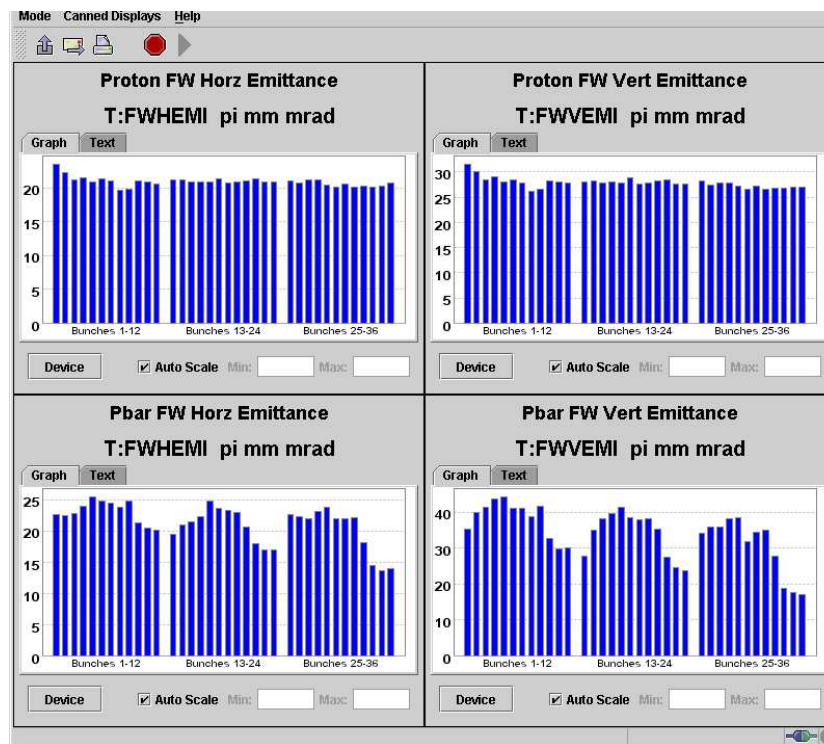 Mode Canned Displays Help
Proton FW Horz Emittance
T:FWHEMI pi mm mrad
Graph Text
20
15
10
5
0
Bunches 1-12 Bunches 13-24 Bunches 25-36
Device Auto Scale Min: Max:
Proton FW Vert Emittance
T:FWVEMI pi mm mrad
Graph Text
30
25
20
15
10
5
0
Bunches 1-12 Bunches 13-24 Bunches 25-36
Device Auto Scale Min: Max:
Pbar FW Horz Emittance
T:FWHEMI pi mm mrad
Graph Text
25
20
15
10
5
0
Bunches 1-12 Bunches 13-24 Bunches 25-36
Device Auto Scale Min: Max:
Pbar FW Vert Emittance
T:FWVEMI pi mm mrad
Graph Text
40
30
20
10
0
Bunches 1-12 Bunches 13-24 Bunches 25-36
Device Auto Scale Min: Max: